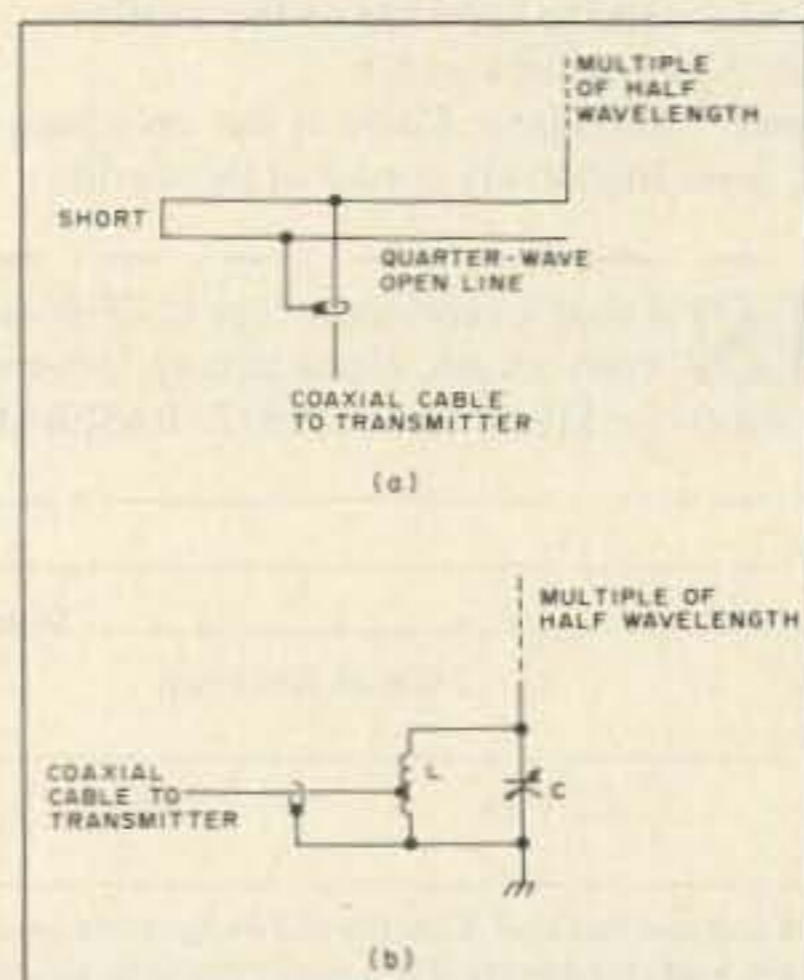 MULTIPLE
OF HALF
WAVELENGTH
SHORT
QUARTER-WAVE
OPEN LINE
COAXIAL CABLE
TO TRANSMITTER
(a)
MULTIPLE OF
HALF WAVELENGTH
L
COAXIAL
CABLE TO
TRANSMITTER
C
(b)